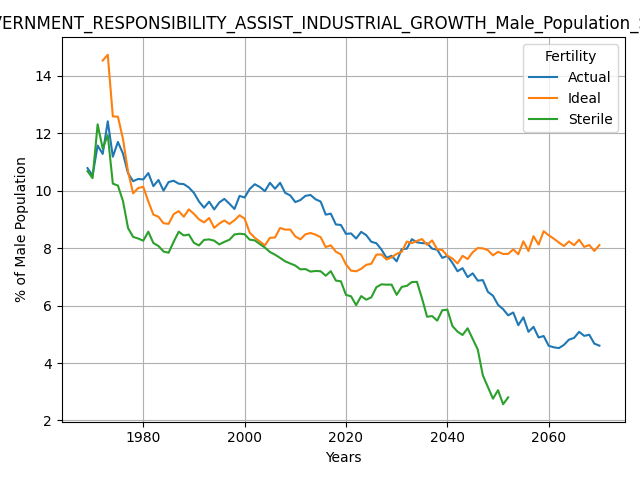 VERNMENT_RESPONSIBILITY_ASSIST_INDUSTRIAL_GROWTH_Male_Population_
Fertility
Actual
Ideal
Sterile
% of Male Population
14
12
10
8
6
4
2
1980 2000 2020 2040 2060
Years